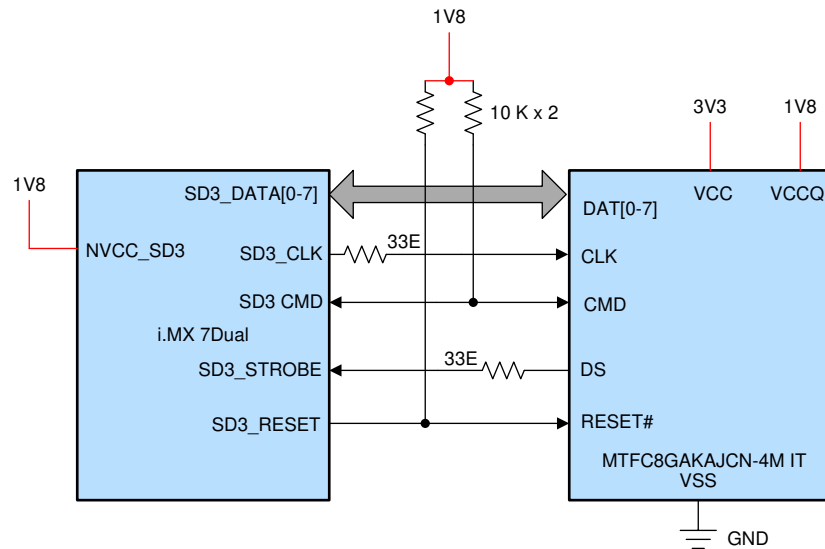 1V8
10 K x 2
3V3
1V8
1V8
SD3_DATA[0-7]
VCC
VCCQ
DAT[0-7]
NVCC_SD3
SD3_CLK
33E
CLK
SD3 CMD
CMD
i.MX 7Dual
SD3_STROBE
33E
DS
SD3_RESET
RESET#
MTFC8GAKAJCN-4M IT
VSS
GND